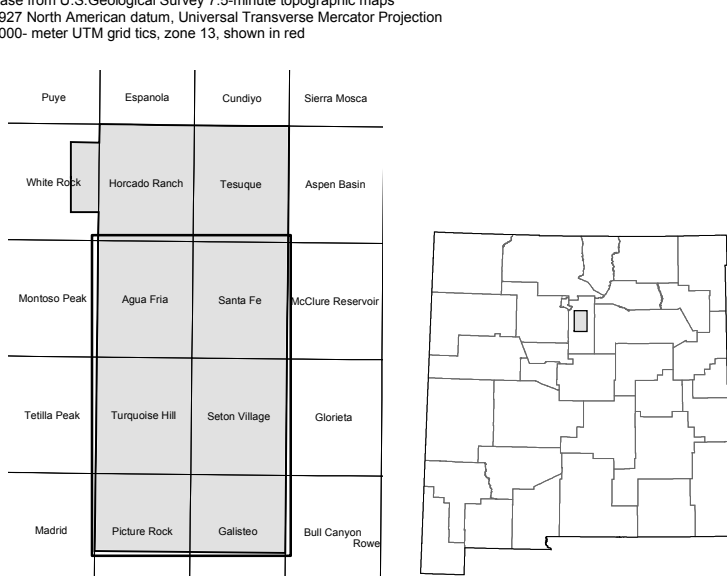 ase from U.S.Geological Survey 7.5-minute topographic maps
927 North American datum, Universal Transverse Mercator Projection
000- meter UTM grid tics, zone 13, shown in red
Puye Espanola Cundiyo Sierra Mosca
White Rock Horcado Ranch Tesuque Aspen Basin
Montoso Peak Agua Fria Santa Fe McClure Reservoir
Tetilla Peak Turquoise Hill Seton Village Glorieta
Madrid Picture Rock Galisteo Bull Canyon
Rowe